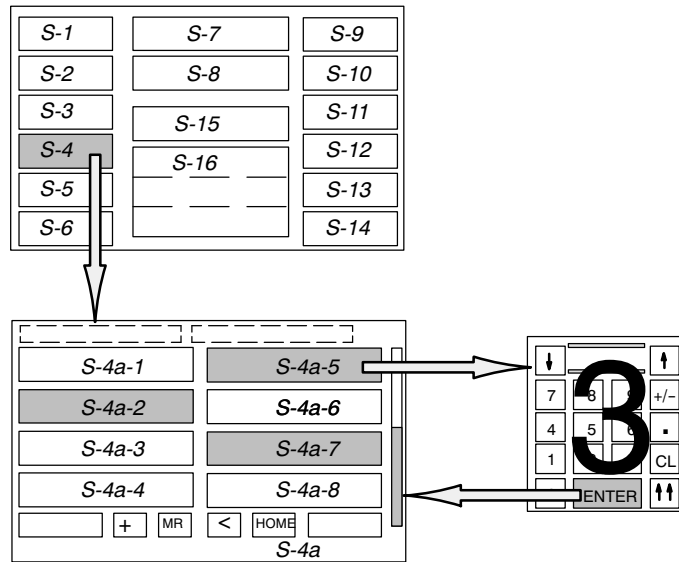 S-1 S-7 S-9
S-2 S-8 S-10
S-3 S-15 S-11
S-4 S-16 S-12
S-5 S-13
S-6 S-14
S-4a-1 S-4a-5
S-4a-2 S-4a-6
S-4a-3 S-4a-7
S-4a-4 S-4a-8
+ MR < HOME
S-4a
3
7 8 9 +/−
4 5 6 .
1 CL
ENTER